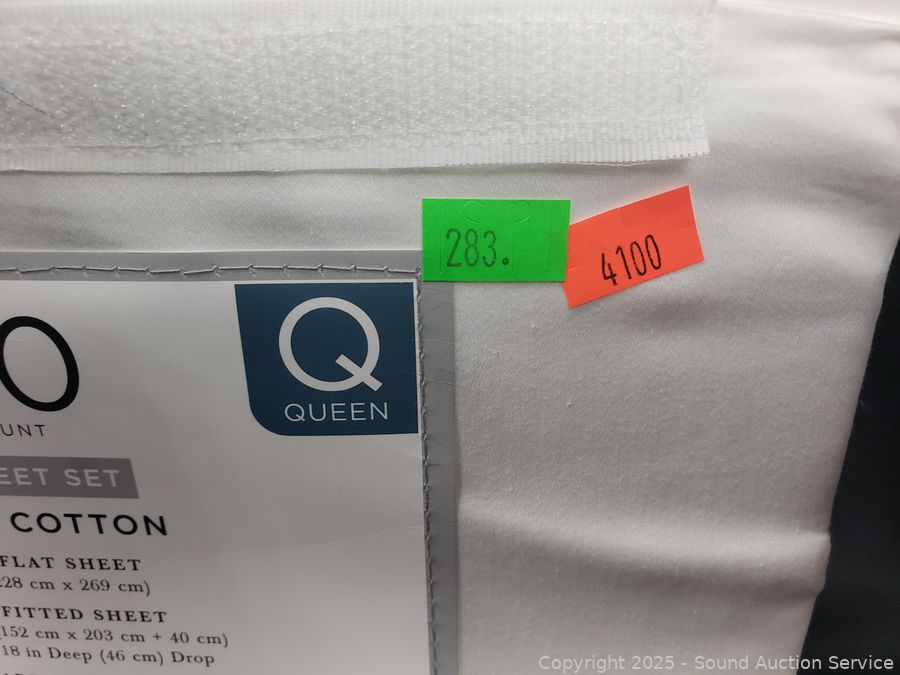 283.
4100
Q
QUEEN
O
UNT
EET SET
COTTON
FLAT SHEET
28 cm x 269 cm)
FITTED SHEET
152 cm x 203 cm + 40 cm)
18 in Deep (46 cm) Drop
Copyright 2025 - Sound Auction Service